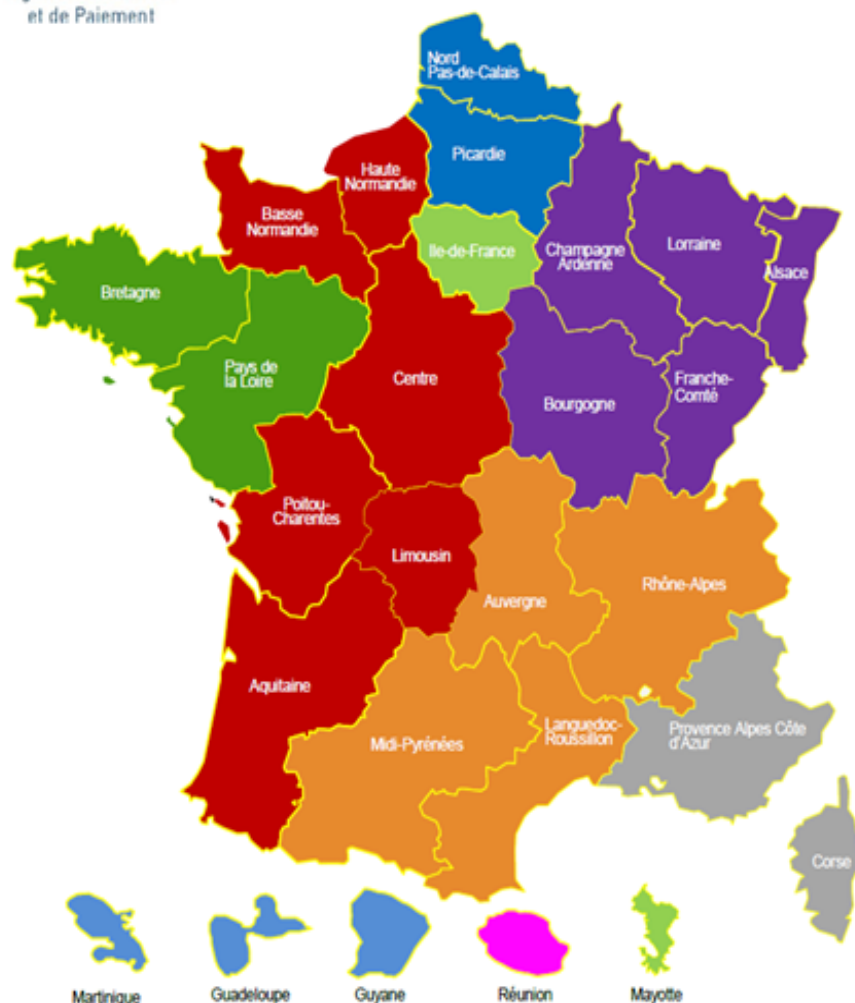 et de Paiement
Nord
Pas-de-Calais
Picardie
Haute
Normandie
Basse
Normandie
Ile-de-France
Champagne
Ardenne
Lorraine
Alsace
Bretagne
Pays de
la Loire
Centre
Bourgogne
Franche-
Comté
Poitou-
Charentes
Limousin
Auvergne
Rhône-Alpes
Aquitaine
Midi-Pyrénées
Languedoc-
Roussillon
Provence Alpes Côte
d'Azur
Corse
Martinique
Guadeloupe
Guyane
Réunion
Mayotte